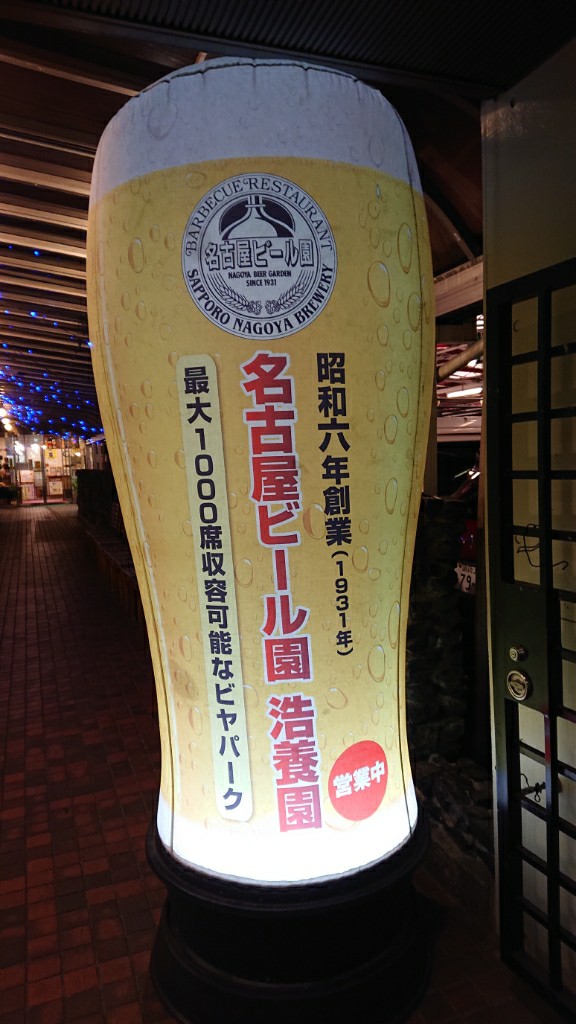 BARBECUE RESTAURANT
名古屋ビール園
NAGOYA BEER GARDEN
SINCE 1931
SAPPORO NAGOYA BREWERY
昭和六年創業(1931年)
名古屋ビール園 浩養園
最大1000席収容可能なビヤパーク
営業中
79